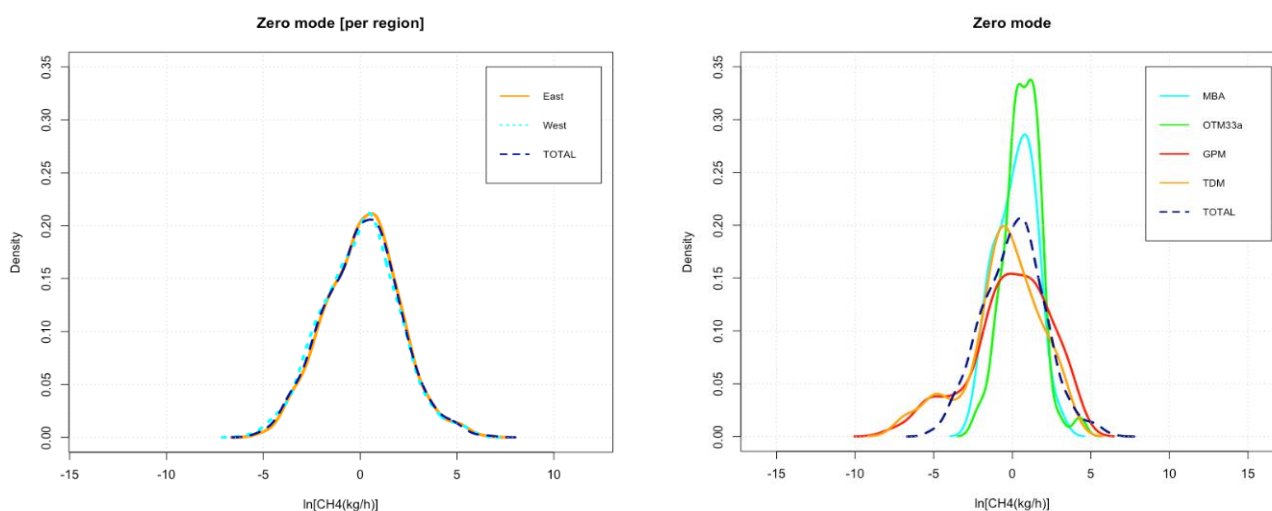 Zero mode [per region]
Density
0.35
0.30
0.25
0.20
0.15
0.10
0.05
0.00
East
West
TOTAL
-15
-10
-5
0
5
10
ln[CH4(kg/h)]
Zero mode
Density
0.35
0.30
0.25
0.20
0.15
0.10
0.05
0.00
MBA
OTM33a
GPM
TDM
TOTAL
-15
-10
-5
0
5
10
15
ln[CH4(kg/h)]